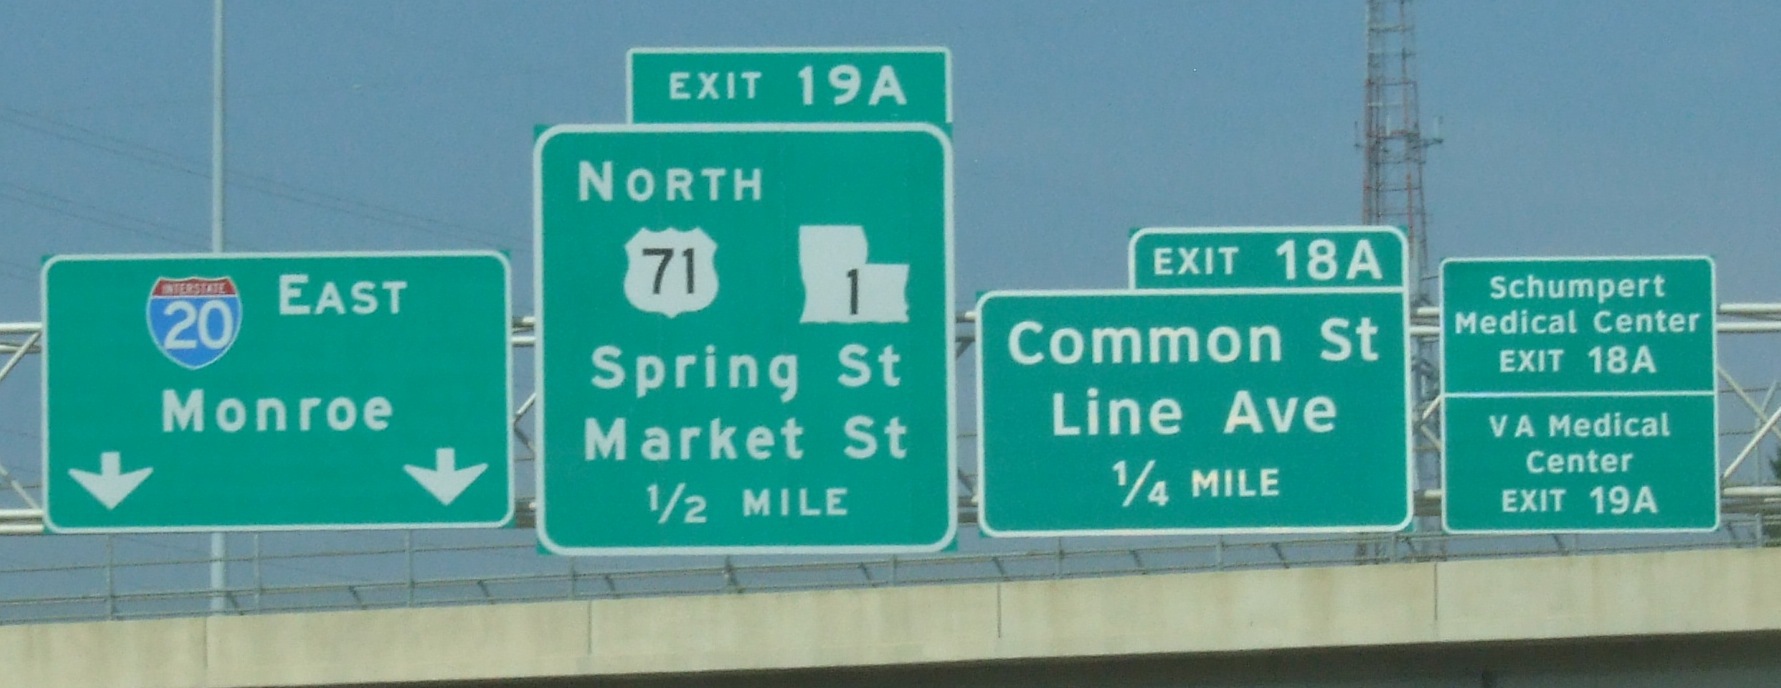 INTERSTATE
20
EAST
Monroe
EXIT 19A
NORTH
71
1
Spring St
Market St
1/2 MILE
EXIT 18A
Common St
Line Ave
1/4 MILE
Schumpert
Medical Center
EXIT 18A
VA Medical
Center
EXIT 19A